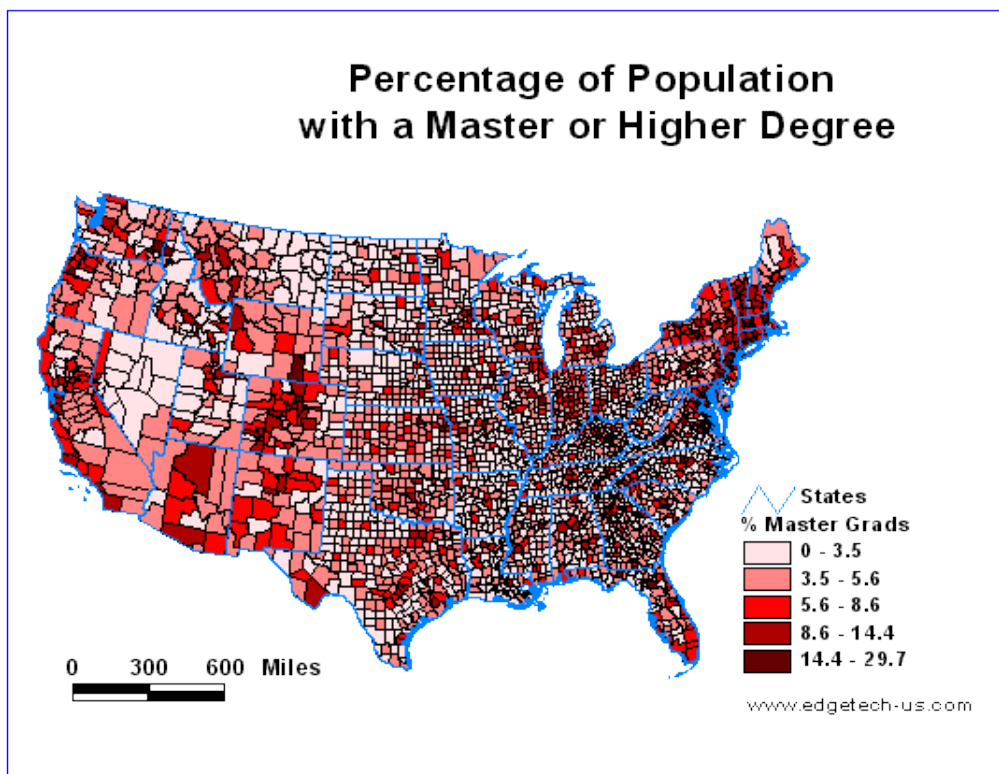 Percentage of Population
with a Master or Higher Degree
States
% Master Grads
0 - 3.5
3.5 - 5.6
5.6 - 8.6
8.6 - 14.4
14.4 - 29.7
0 300 600 Miles
www.edgetech-us.com